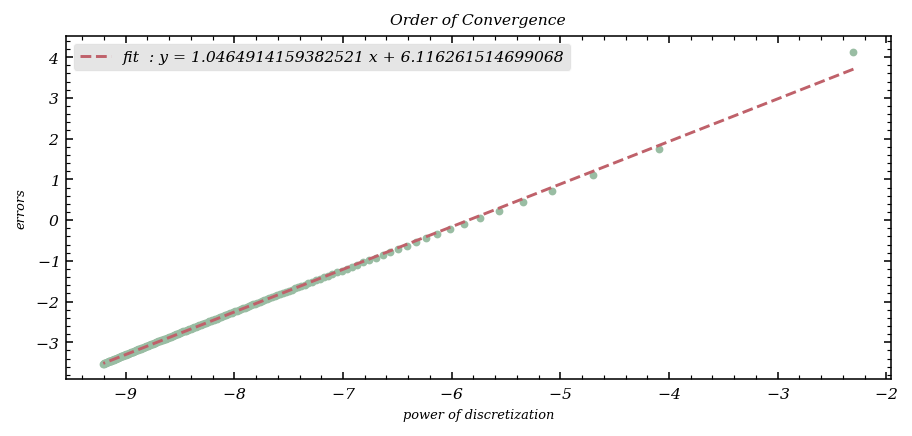 Order of Convergence
fit : y = 1.0464914159382521 x + 6.116261514699068
4
3
2
1
0
−1
−2
−3
errors
−9 −8 −7 −6 −5 −4 −3 −2
power of discretization